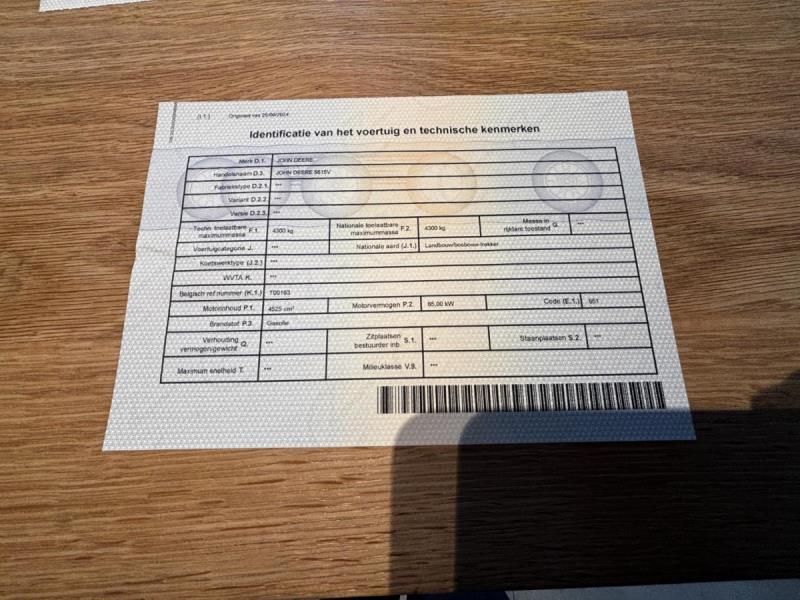 (I.1.) Origineel van 25/06/2024
Identificatie van het voertuig en technische kenmerken
Merk D.1. JOHN DEERE
Handelsnaam D.3. JOHN DEERE 5615V
Fabriekstype D.2.1. ***
Variant D.2.2. ***
Versie D.2.3. ***
Techn. toelaatbare maximummassa F.1. 4300 kg Nationale toelaatbare maximummassa F.2. 4300 kg Massa in rijklare toestand G. ***
Voertuigcategorie J. *** Nationale aard (J.1.) Landbouw/bosbouw-trekker
Koetswerktype (J.2.) ***
WVTA K. ***
Belgisch ref nummer (K.1.) T00163
Motorinhoud P.1. 4525 cm³ Motorvermogen P.2. 65,00 kW Code (E.1.) 951
Brandstof P.3. Gasolie
Verhouding vermogen/gewicht Q. *** Zitplaatsen bestuurder inb. S.1. *** Staanplaatsen S.2. ***
Maximum snelheid T. *** Milieuklasse V.9. ***